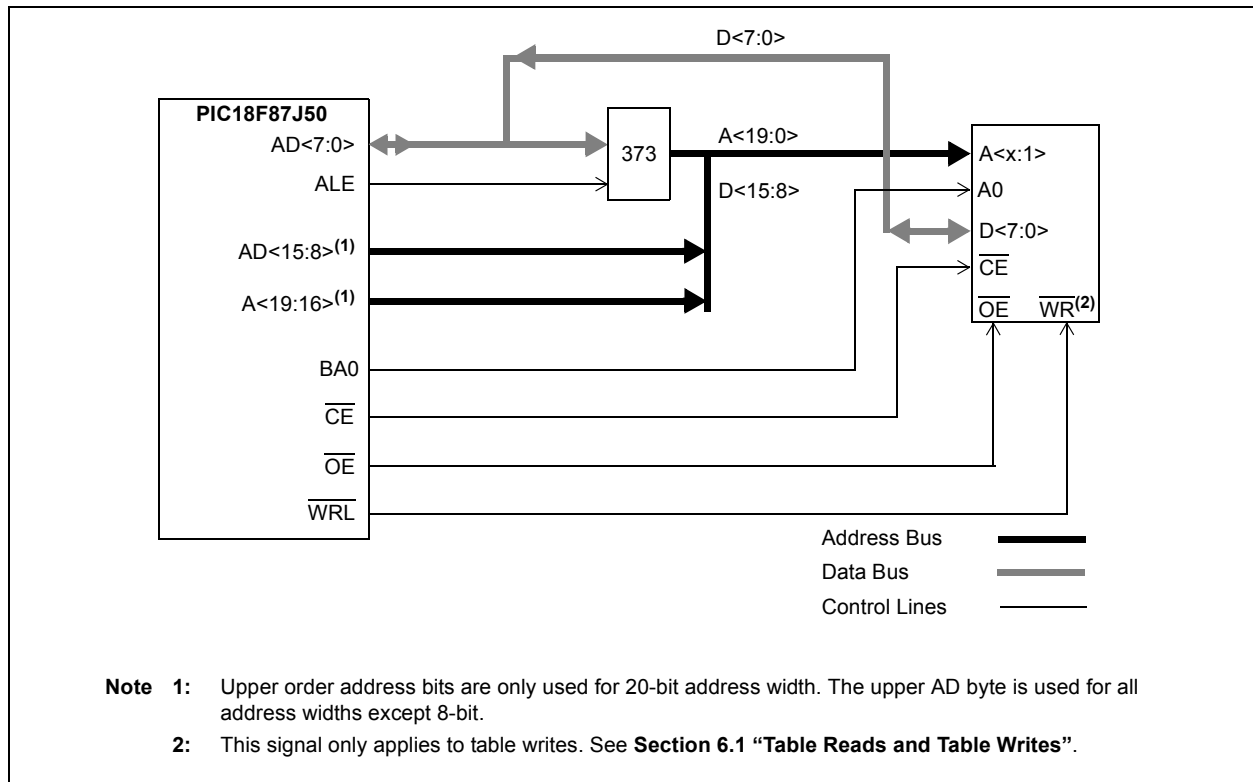 D<7:0>
PIC18F87J50
AD<7:0>
373
A<19:0>
A<x:1>
ALE
D<15:8>
A0
AD<15:8>(1)
D<7:0>
CE
A<19:16>(1)
OE WR(2)
BA0
CE
OE
WRL
Address Bus
Data Bus
Control Lines
Note 1: Upper order address bits are only used for 20-bit address width. The upper AD byte is used for all
address widths except 8-bit.
2: This signal only applies to table writes. See Section 6.1 “Table Reads and Table Writes”.